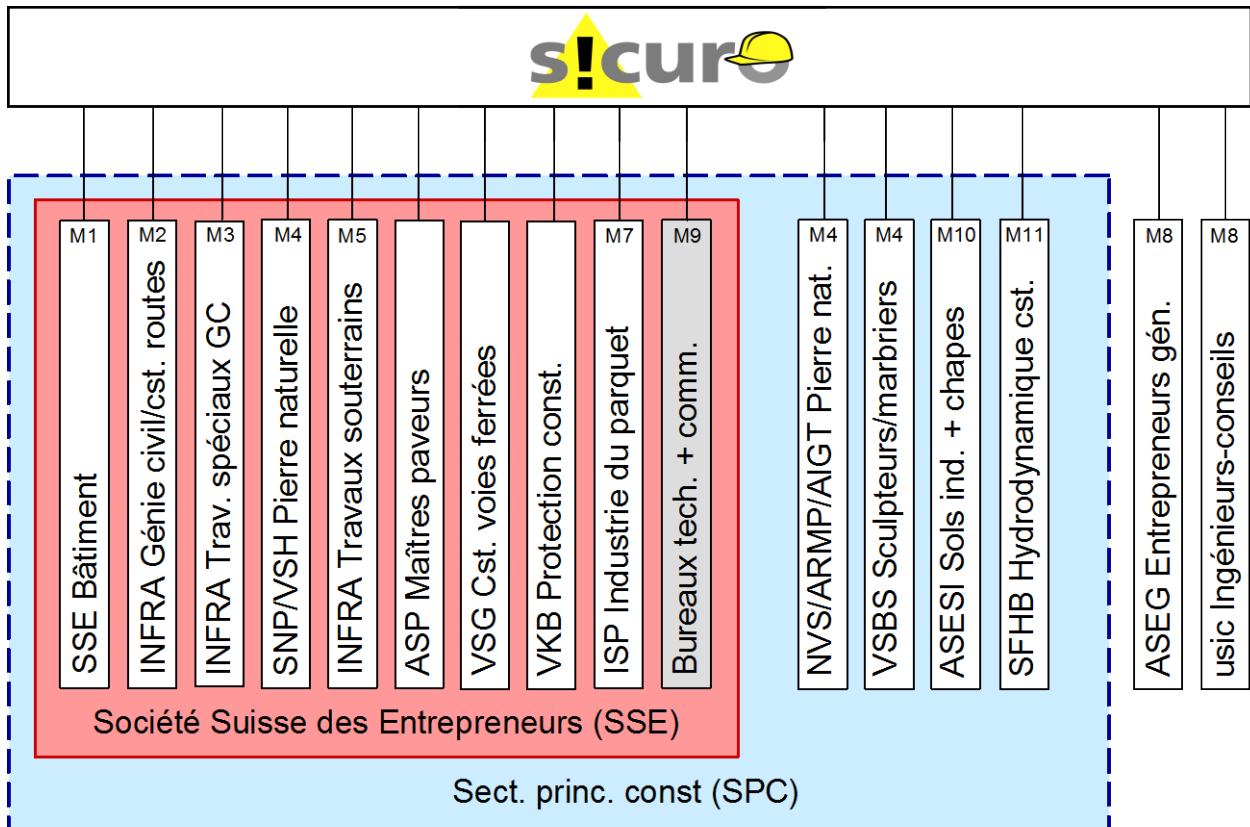 s!curo
M1
SSE Bâtiment
M2
INFRA Génie civil/cst. routes
M3
INFRA Trav. spéciaux GC
M4
SNP/VSH Pierre naturelle
M5
INFRA Travaux souterrains
ASP Maîtres paveurs
VSG Cst. voies ferrées
VKB Protection const.
M7
ISP Industrie du parquet
M9
Bureaux tech. + comm.
M4
NVS/ARMP/AIGT Pierre nat.
M4
VSBS Sculpteurs/marbriers
M10
ASESI Sols ind. + chapes
M11
SFHB Hydrodynamique cst.
M8
ASEG Entrepreneurs gén.
M8
usic Ingénieurs-conseils
Société Suisse des Entrepreneurs (SSE)
Sect. princ. const (SPC)